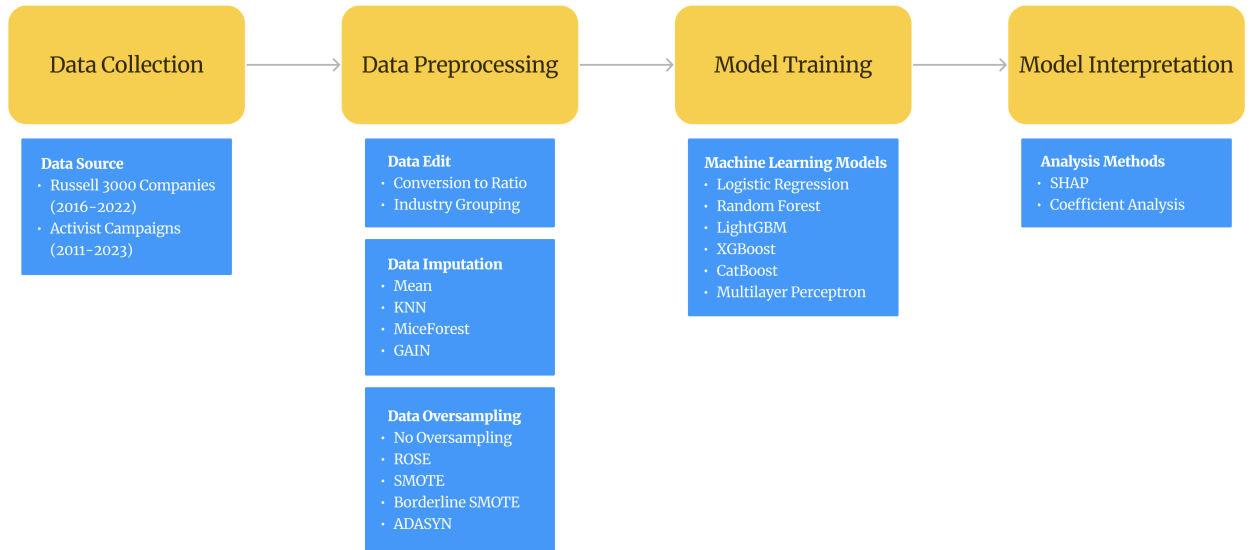 Data Collection
Data Preprocessing
Model Training
Model Interpretation
Data Source
· Russell 3000 Companies
(2016-2022)
· Activist Campaigns
(2011-2023)
Data Edit
· Conversion to Ratio
· Industry Grouping
Data Imputation
· Mean
· KNN
· MiceForest
· GAIN
Data Oversampling
· No Oversampling
· ROSE
· SMOTE
· Borderline SMOTE
· ADASYN
Machine Learning Models
· Logistic Regression
· Random Forest
· LightGBM
· XGBoost
· CatBoost
· Multilayer Perceptron
Analysis Methods
· SHAP
· Coefficient Analysis